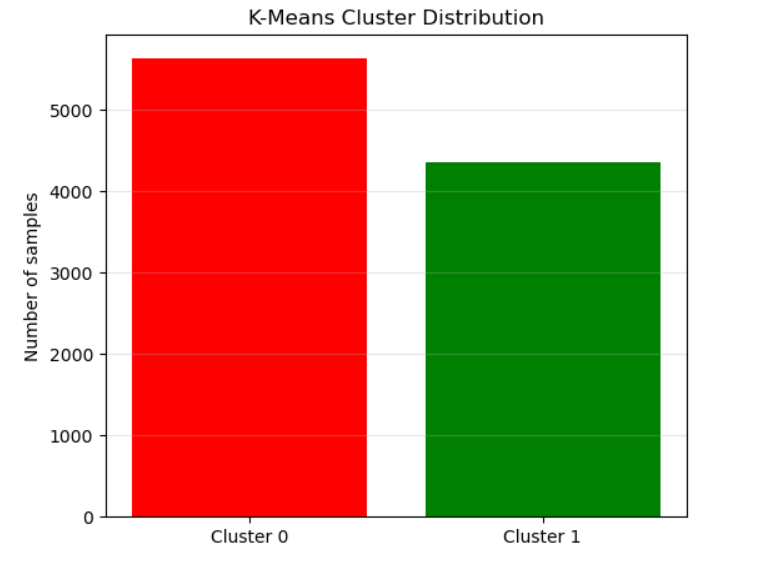 K-Means Cluster Distribution
Number of samples
5000
4000
3000
2000
1000
0
Cluster 0 Cluster 1